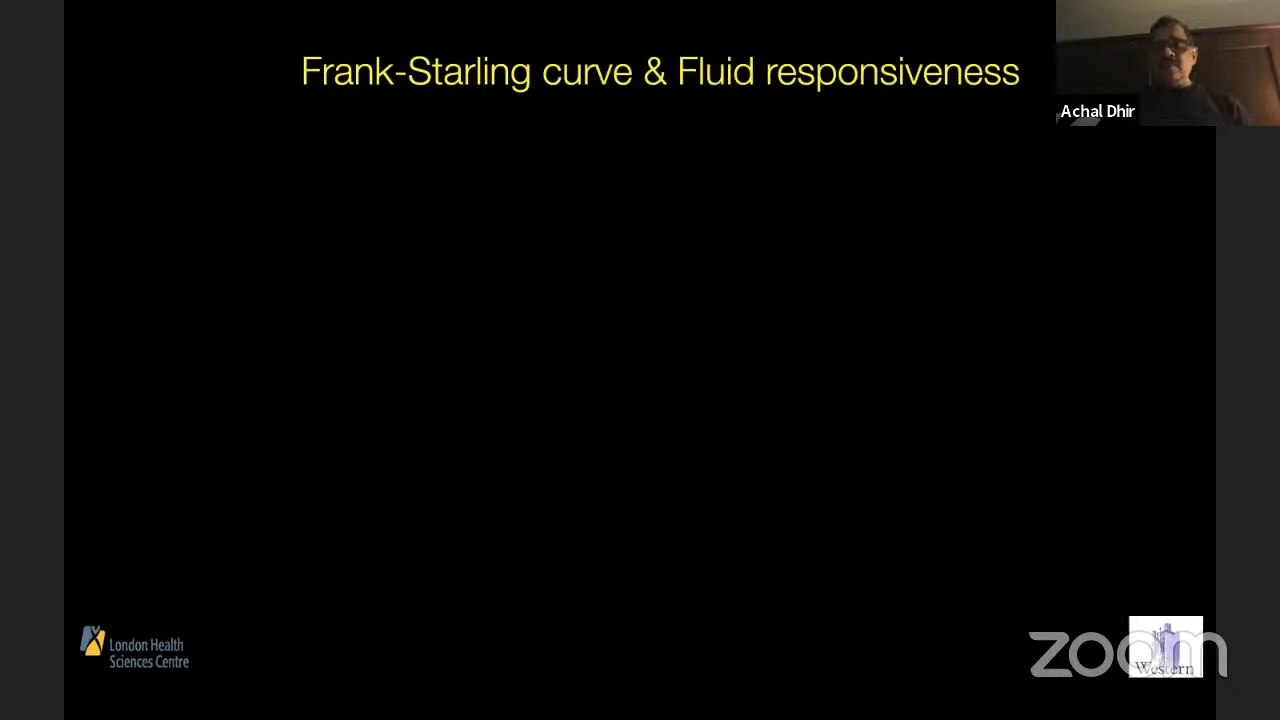 Frank-Starling curve & Fluid responsiveness
Achal Dhir
London Health
Sciences Centre
zoom
Western